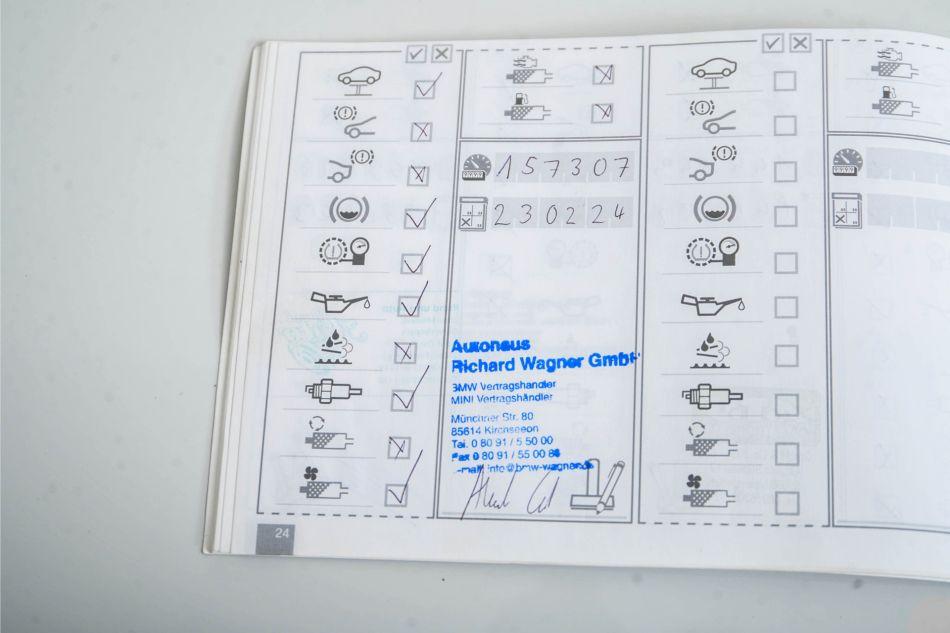 157307
230224
Autohaus
Richard Wagner GmbH
BMW Vertragshändler
MINI Vertragshändler
Münchner Str. 80
85614 Kirchseeon
Tel. 0 80 91 / 5 50 00
Fax 0 80 91 / 55 00 86
e-mail: info@bmw-wagner.de
24